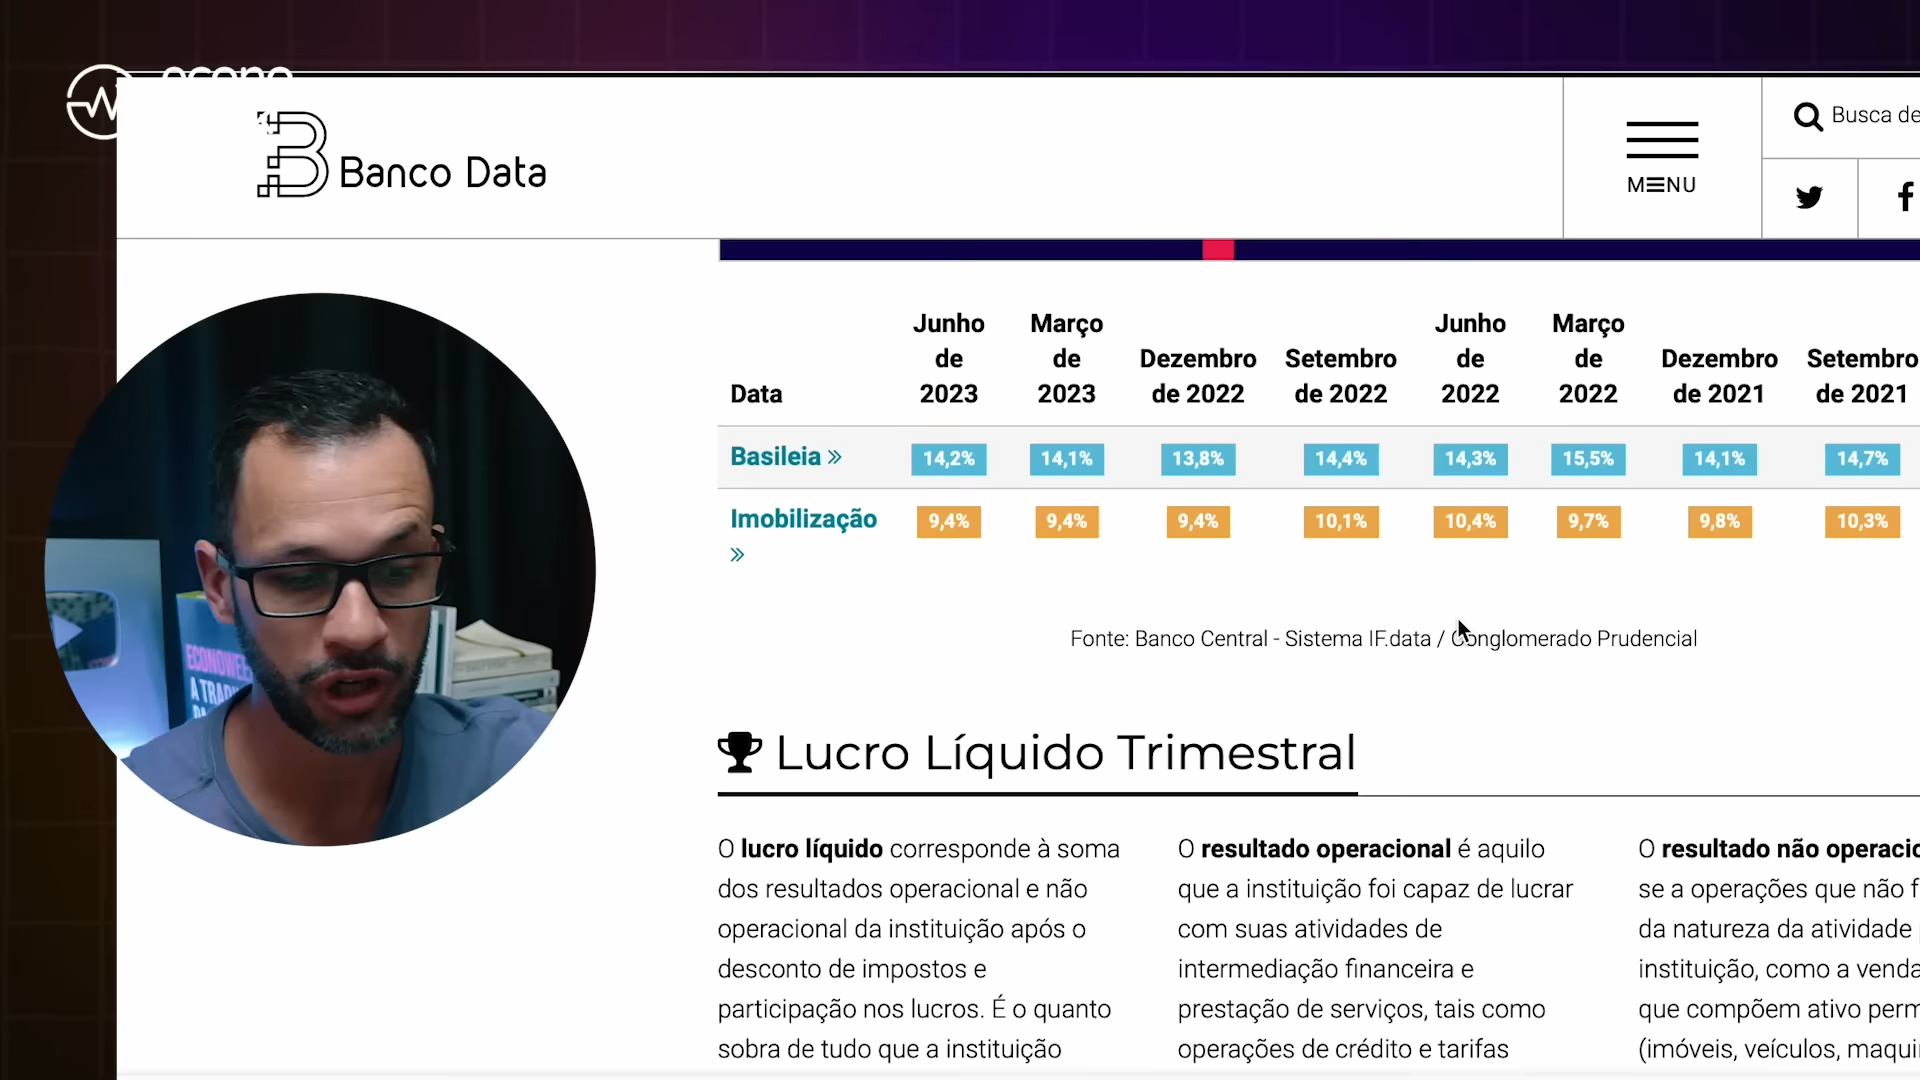 Banco Data
MENU
Busca de
Data
Junho de 2023
Março de 2023
Dezembro de 2022
Setembro de 2022
Junho de 2022
Março de 2022
Dezembro de 2021
Setembro de 2021
Basileia » 14,2% 14,1% 13,8% 14,4% 14,3% 15,5% 14,1% 14,7%
Imobilização » 9,4% 9,4% 9,4% 10,1% 10,4% 9,7% 9,8% 10,3%
Fonte: Banco Central - Sistema IF.data / Conglomerado Prudencial
Lucro Líquido Trimestral
O lucro líquido corresponde à soma
dos resultados operacional e não
operacional da instituição após o
desconto de impostos e
participação nos lucros. É o quanto
sobra de tudo que a instituição
O resultado operacional é aquilo
que a instituição foi capaz de lucrar
com suas atividades de
intermediação financeira e
prestação de serviços, tais como
operações de crédito e tarifas
O resultado não operacio
se a operações que não f
da natureza da atividade
instituição, como a venda
que compõem ativo perm
(imóveis, veículos, maqui
ECONOWEE
A TRAD